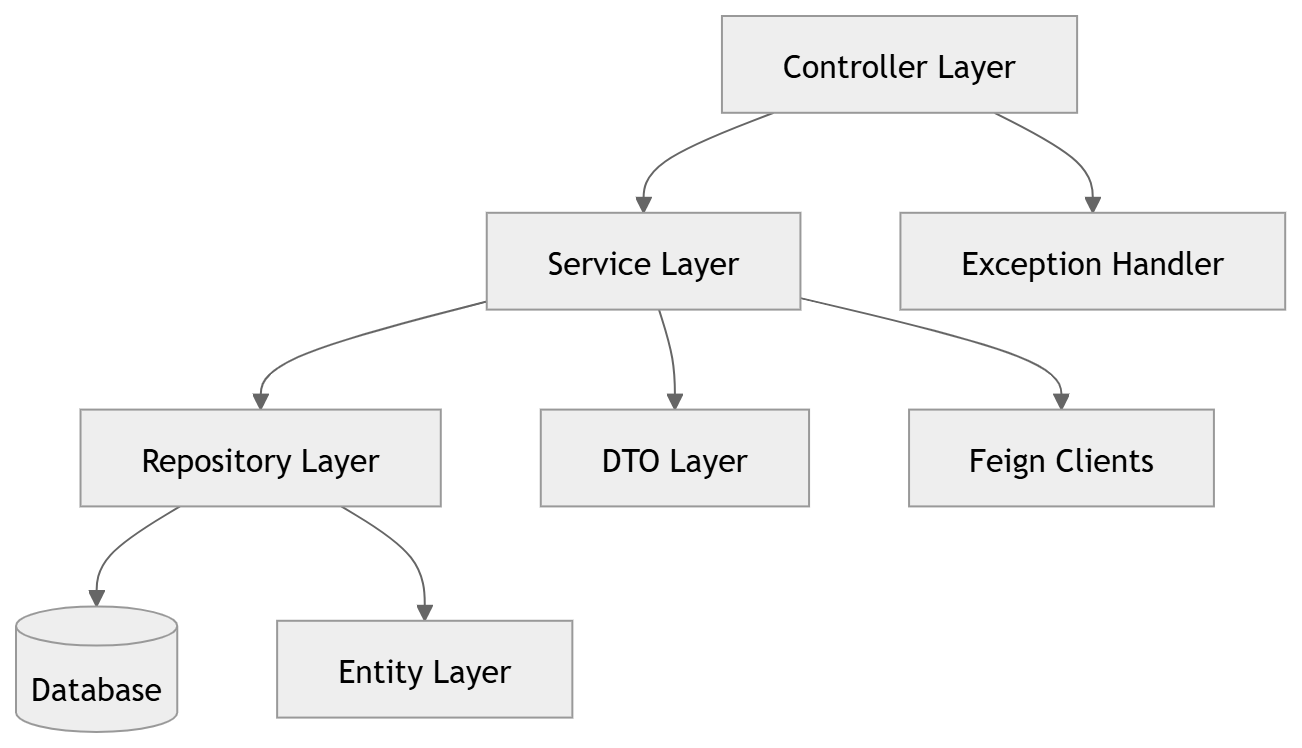 Controller Layer
Service Layer
Exception Handler
Repository Layer
DTO Layer
Feign Clients
Database
Entity Layer